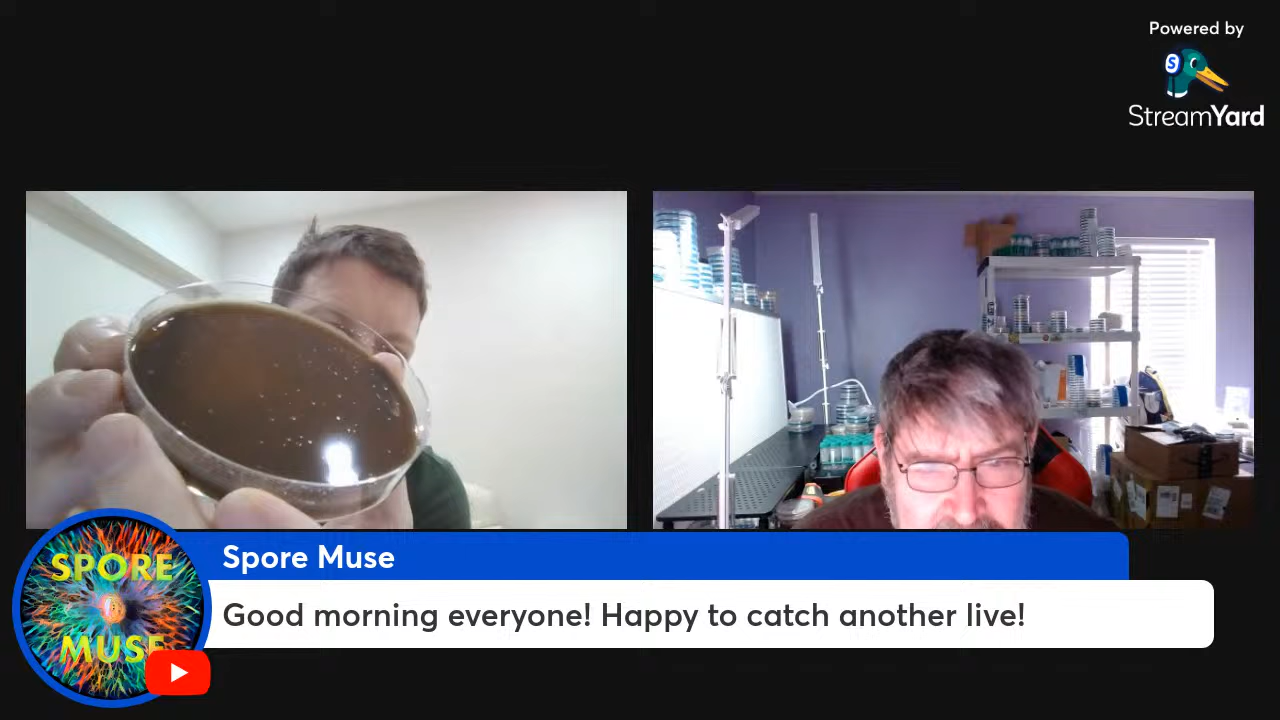 Powered by
S
StreamYard
Spore Muse
Good morning everyone! Happy to catch another live!
SPORE
MUSE